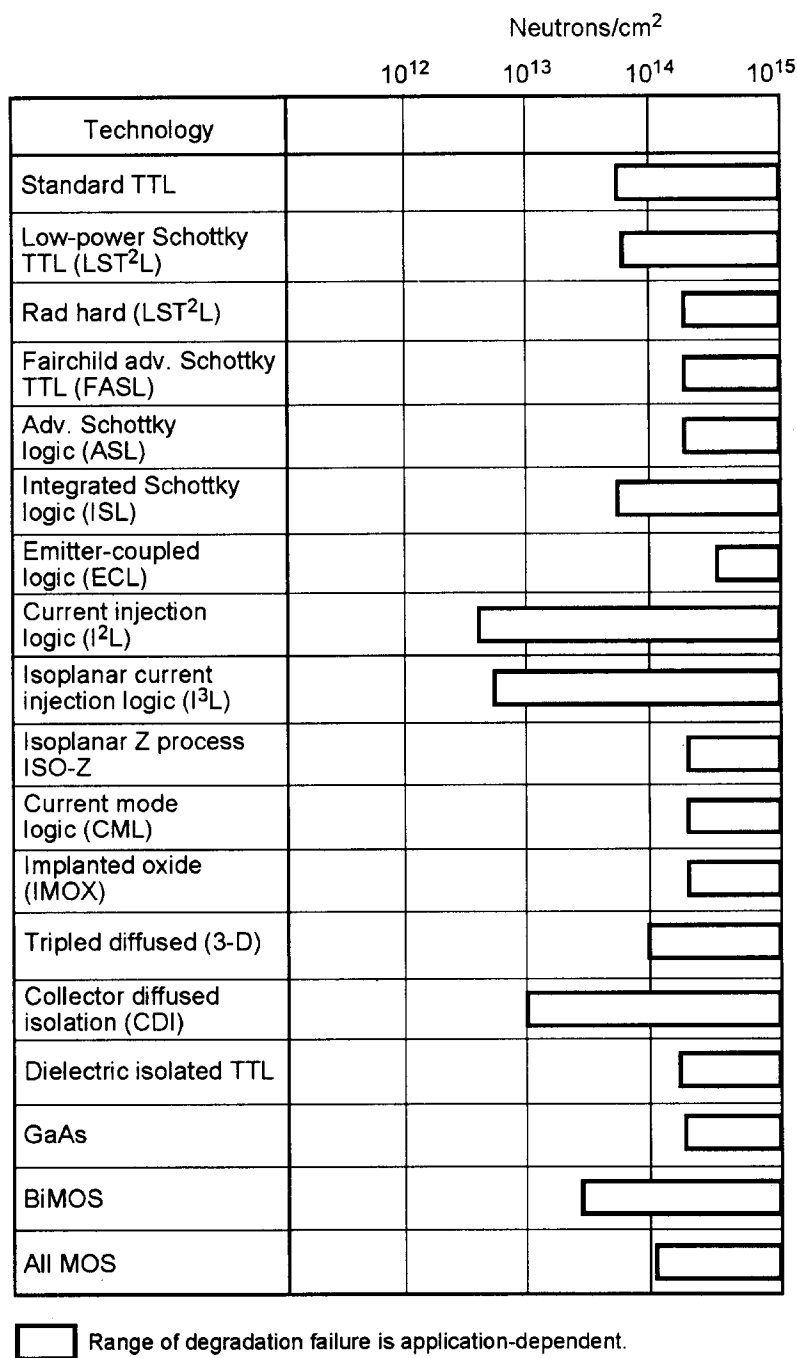 Neutrons/cm²
10¹² 10¹³ 10¹⁴ 10¹⁵
Technology
Standard TTL
Low-power Schottky
TTL (LST²L)
Rad hard (LST²L)
Fairchild adv. Schottky
TTL (FASL)
Adv. Schottky
logic (ASL)
Integrated Schottky
logic (ISL)
Emitter-coupled
logic (ECL)
Current injection
logic (I²L)
Isoplanar current
injection logic (I³L)
Isoplanar Z process
ISO-Z
Current mode
logic (CML)
Implanted oxide
(IMOX)
Tripled diffused (3-D)
Collector diffused
isolation (CDI)
Dielectric isolated TTL
GaAs
BiMOS
All MOS
Range of degradation failure is application-dependent.